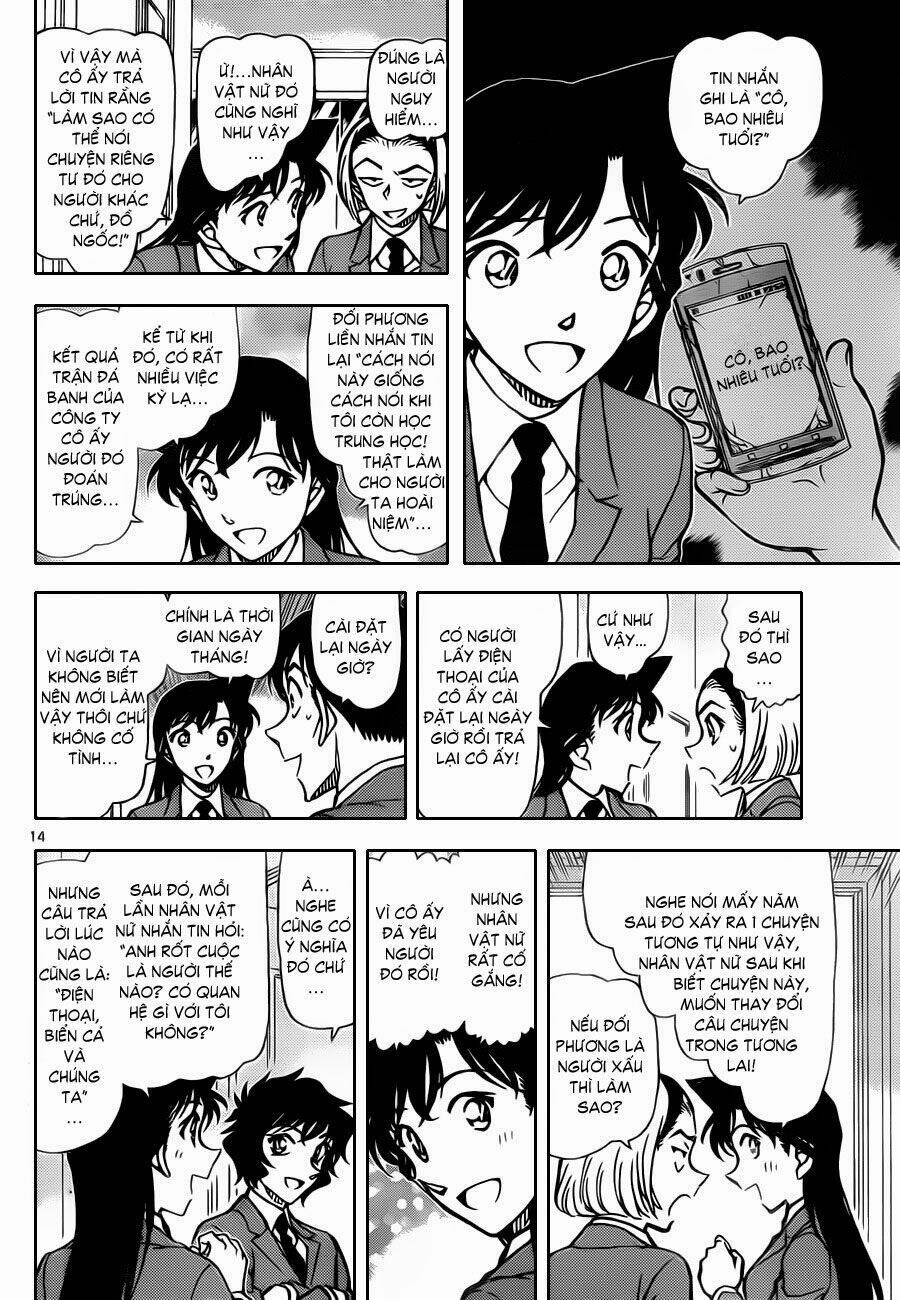 TIN NHẮN
GHI LÀ "CÔ,
BAO NHIÊU
TUỔI?"
CÔ, BAO
NHIÊU TUỔI?
ĐÚNG LÀ
NGƯỜI
NGUY
HIỂM...
Ừ!...NHÂN
VẬT NỮ ĐÓ
CŨNG NGHĨ
NHƯ VẬY
...
VÌ VẬY MÀ
CÔ ẤY TRẢ
LỜI TIN RẰNG
"LÀM SAO CÓ
THỂ NÓI
CHUYỆN RIÊNG
TƯ ĐÓ CHO
NGƯỜI KHÁC
CHỨ, ĐỒ
NGỐC!"
ĐỐI PHƯƠNG
LIỀN NHẮN TIN
LẠI "CÁCH NÓI
NÀY GIỐNG
CÁCH NÓI KHI
TÔI CÒN HỌC
TRUNG HỌC!
THẬT LÀM
CHO NGƯỜI
TA HOÀI
NIỆM"...
KỂ TỪ KHI
ĐÓ, CÓ RẤT
NHIỀU VIỆC
KỲ LẠ...
KẾT QUẢ
TRẬN ĐÁ
BANH CỦA
CÔNG TY
CÔ ẤY
NGƯỜI ĐÓ
ĐOÁN
TRÚNG...
SAU
ĐÓ THÌ
SAO
...
CỨ NHƯ
VẬY...
CÓ NGƯỜI
LẤY ĐIỆN
THOẠI CỦA
CÔ ẤY CÀI
ĐẶT LẠI NGÀY
GIỜ RỒI TRẢ
LẠI CÔ ẤY!
CÀI ĐẶT
LẠI NGÀY
GIỜ?
CHÍNH LÀ THỜI
GIAN NGÀY
THÁNG!
VÌ NGƯỜI TA
KHÔNG BIẾT
NÊN MỚI LÀM
VẬY THÔI CHỨ
KHÔNG CỐ
TÌNH...
14
NGHE NÓI MẤY NĂM
SAU ĐÓ XẢY RA 1 CHUYỆN
TƯƠNG TỰ NHƯ VẬY,
NHÂN VẬT NỮ SAU KHI
BIẾT CHUYỆN NÀY,
MUỐN THAY ĐỔI
CÂU CHUYỆN
TRONG TƯƠNG
LAI!
NẾU ĐỐI
PHƯƠNG LÀ
NGƯỜI XẤU
THÌ LÀM
SAO?
NHƯNG
NHÂN
VẬT NỮ
RẤT CỐ
GẮNG!
VÌ CÔ ẤY
ĐÃ YÊU
NGƯỜI
ĐÓ RỒI!
À...
NGHE
CŨNG CÓ
Ý NGHĨA
ĐÓ CHỨ
...
SAU ĐÓ, MỖI
LẦN NHÂN VẬT
NỮ NHẮN TIN HỎI:
"ANH RỐT CUỘC
LÀ NGƯỜI THẾ
NÀO? CÓ QUAN
HỆ GÌ VỚI TÔI
KHÔNG?"
NHƯNG
CÂU TRẢ
LỜI LÚC
NÀO
CŨNG LÀ:
"ĐIỆN
THOẠI,
BIỂN CẢ
VÀ
CHÚNG
TA"
...